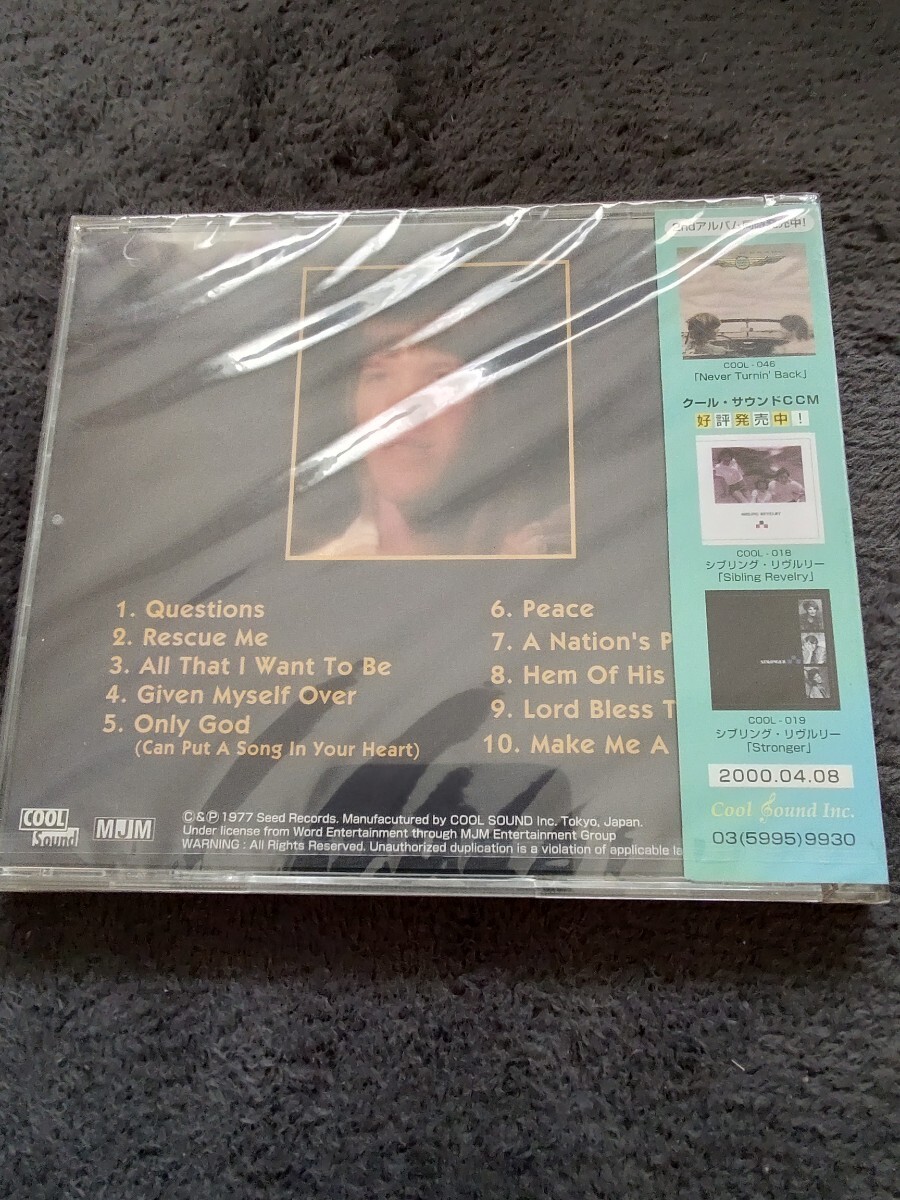 1. Questions
2. Rescue Me
3. All That I Want To Be
4. Given Myself Over
5. Only God
(Can Put A Song In Your Heart)
6. Peace
7. A Nation's P
8. Hem Of His
9. Lord Bless T
10. Make Me A
COOL
Sound
MJM
©&℗ 1977 Seed Records. Manufacutured by COOL SOUND Inc. Tokyo, Japan.
Under license from Word Entertainment through MJM Entertainment Group
WARNING : All Rights Reserved. Unauthorized duplication is a violation of applicable la
2ndアルバム 発売中!
COOL - 046
「Never Turnin' Back」
クール・サウンドCCM
好評発売中!
COOL - 018
シブリング・リヴルリー
「Sibling Revelry」
STRONGER
COOL - 019
シブリング・リヴルリー
「Stronger」
2000.04.08
Cool Sound Inc.
03(5995)9930